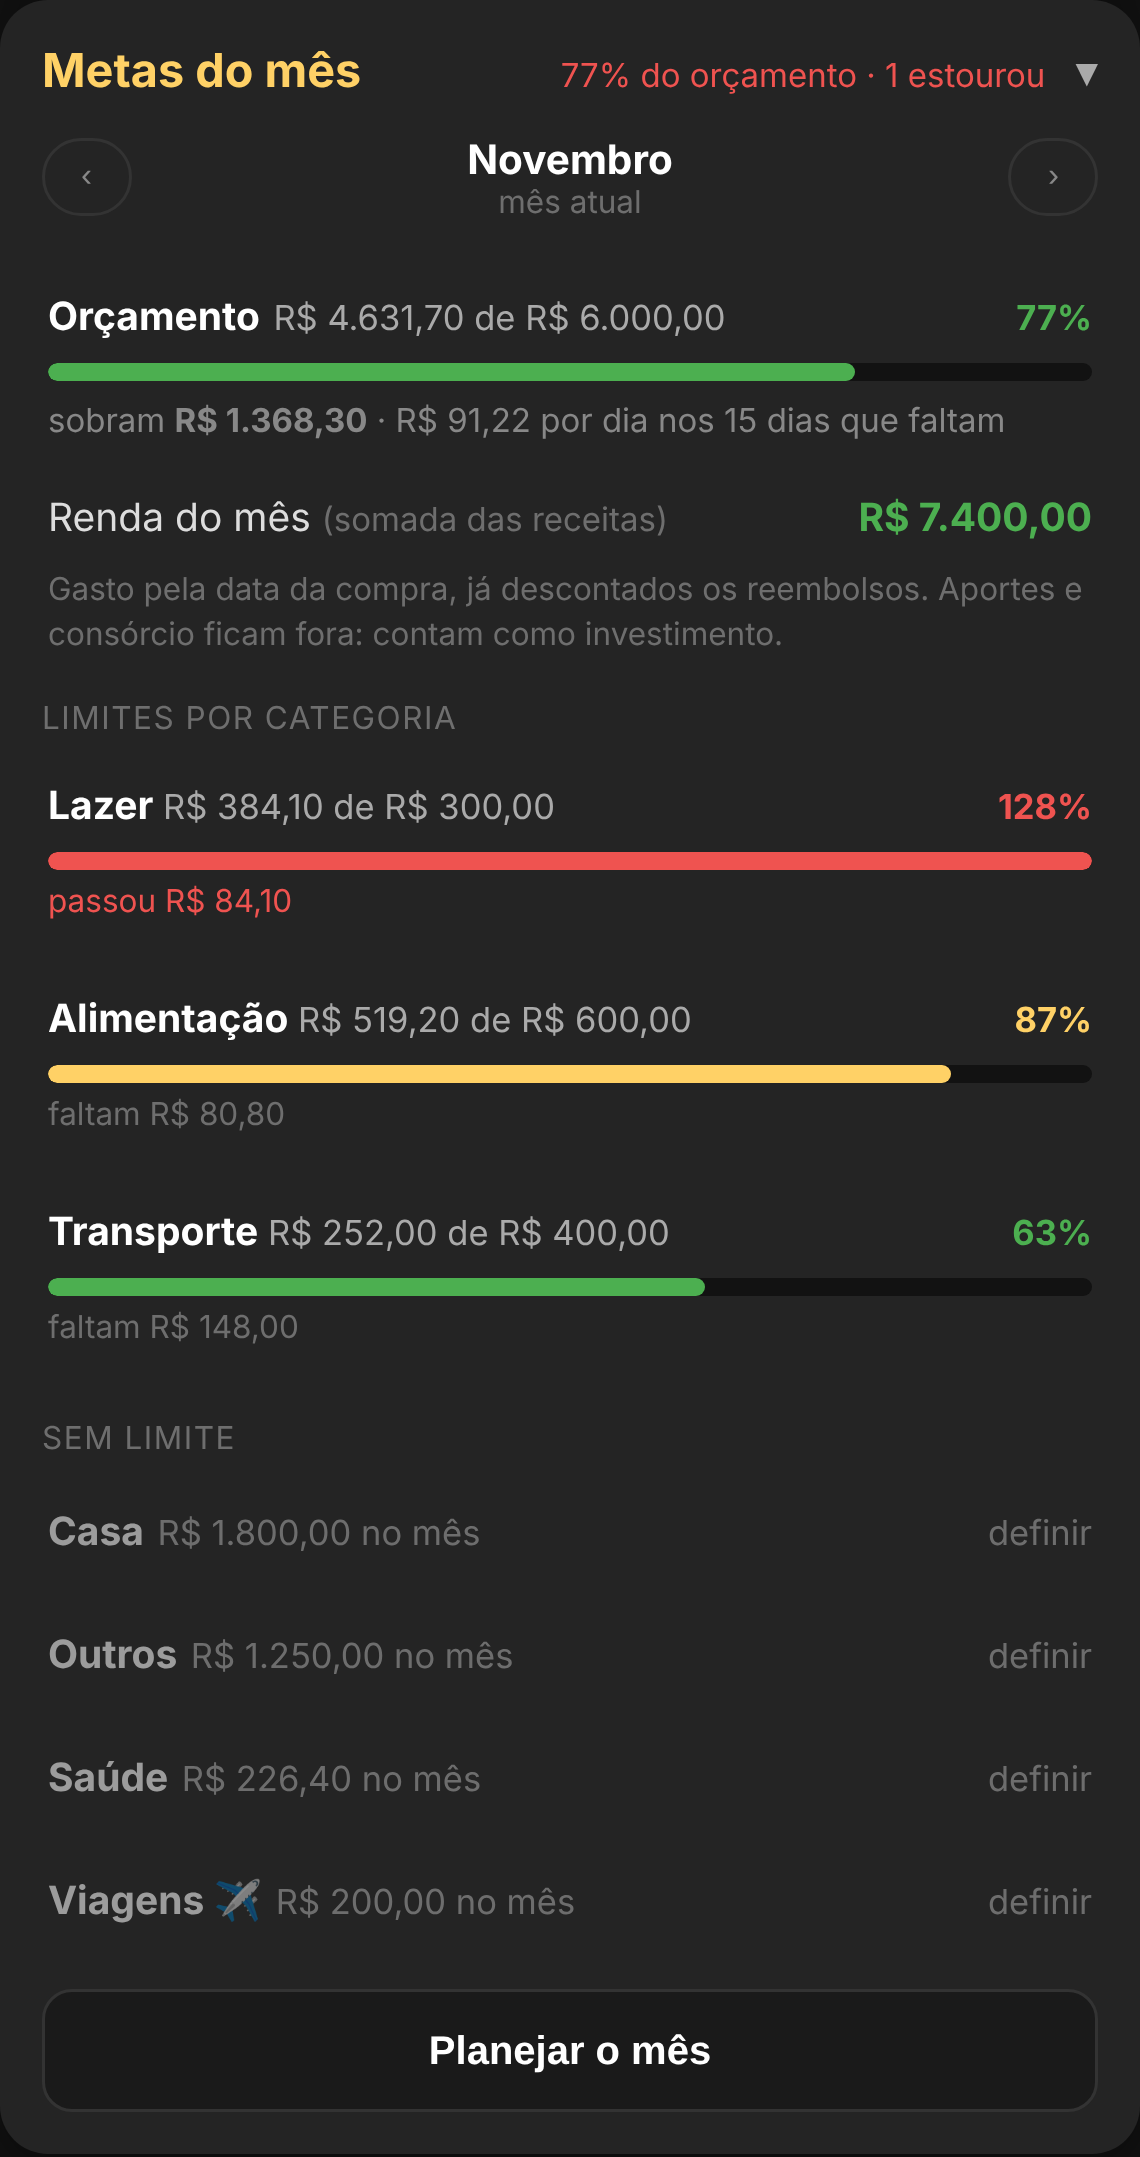 Metas do mês 77% do orçamento · 1 estourou ▼
‹ Novembro ›
mês atual
Orçamento R$ 4.631,70 de R$ 6.000,00 77%
sobram R$ 1.368,30 · R$ 91,22 por dia nos 15 dias que faltam
Renda do mês (somada das receitas) R$ 7.400,00
Gasto pela data da compra, já descontados os reembolsos. Aportes e
consórcio ficam fora: contam como investimento.
LIMITES POR CATEGORIA
Lazer R$ 384,10 de R$ 300,00 128%
passou R$ 84,10
Alimentação R$ 519,20 de R$ 600,00 87%
faltam R$ 80,80
Transporte R$ 252,00 de R$ 400,00 63%
faltam R$ 148,00
SEM LIMITE
Casa R$ 1.800,00 no mês definir
Outros R$ 1.250,00 no mês definir
Saúde R$ 226,40 no mês definir
Viagens ✈️ R$ 200,00 no mês definir
Planejar o mês